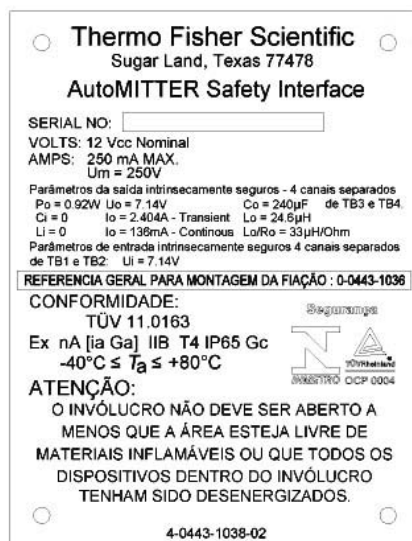 Thermo Fisher Scientific
Sugar Land, Texas 77478
AutoMITTER Safety Interface
SERIAL NO:
VOLTS: 12 Vcc Nominal
AMPS: 250 mA MAX.
Um = 250V
Parâmetros da saída intrinsecamente seguros - 4 canais separados
Po = 0.92W Uo = 7.14V Co = 240µF de TB3 e TB4.
Ci = 0 Io = 2.404A - Transient Lo = 24.6µH
Li = 0 Io = 136mA - Continous Lo/Ro = 33µH/Ohm
Parâmetros de entrada intrinsecamente seguros 4 canais separados
de TB1 e TB2: Ui = 7.14V
REFERENCIA GERAL PARA MONTAGEM DA FIAÇÃO : 0-0443-1036
CONFORMIDADE:
TÜV 11.0163
Ex nA [ia Ga] IIB T4 IP65 Gc
-40°C ≤ Ta ≤ +80°C
Segurança
TÜVRheinland
INMETRO OCP 0004
ATENÇÃO:
O INVÓLUCRO NÃO DEVE SER ABERTO A
MENOS QUE A ÁREA ESTEJA LIVRE DE
MATERIAIS INFLAMÁVEIS OU QUE TODOS OS
DISPOSITIVOS DENTRO DO INVÓLUCRO
TENHAM SIDO DESENERGIZADOS.
4-0443-1038-02